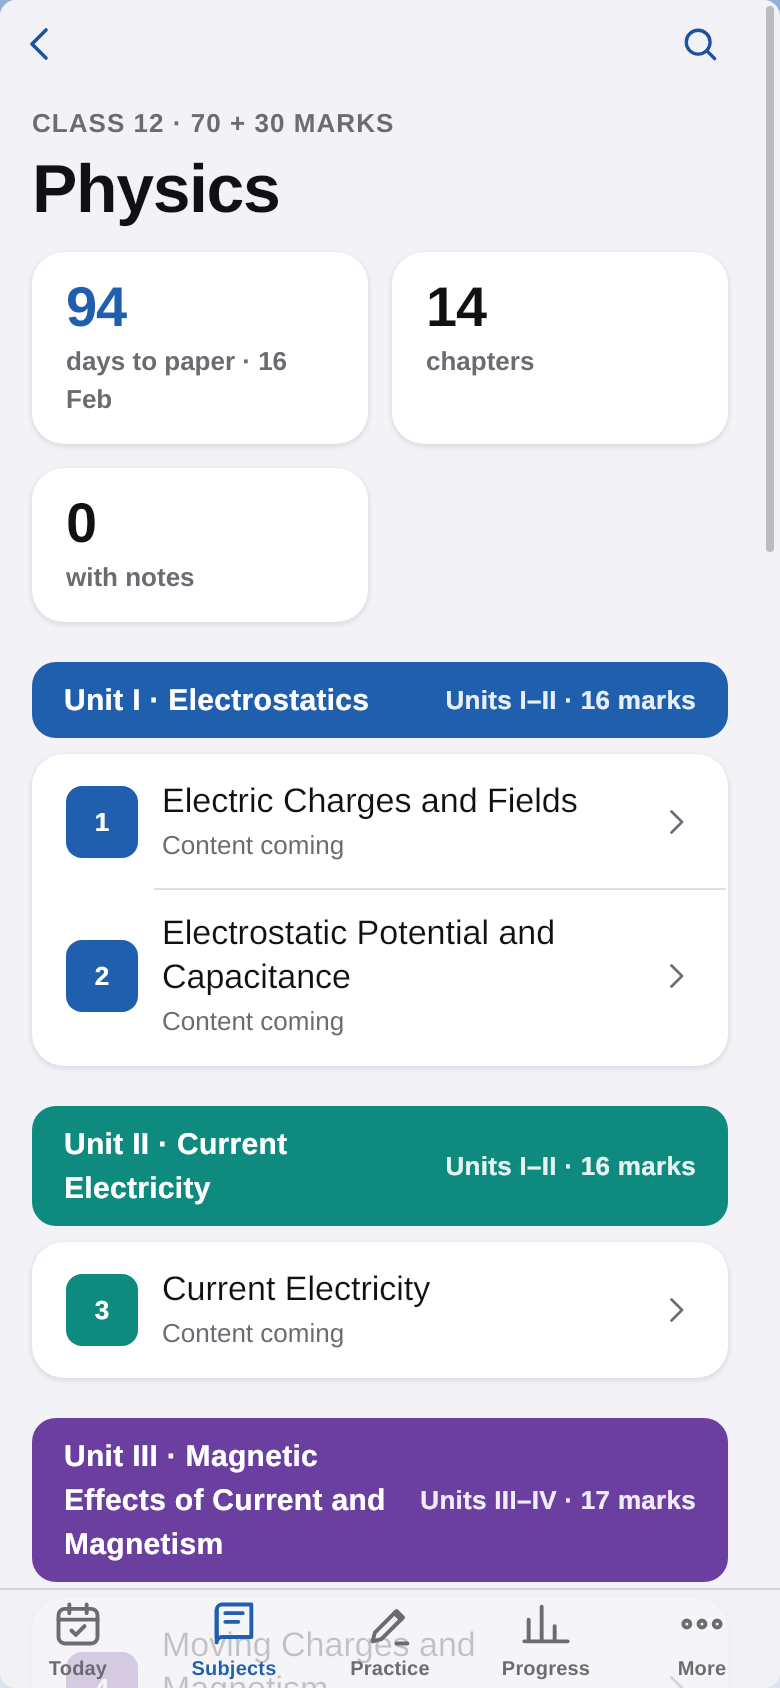 CLASS 12 · 70 + 30 MARKS
Physics
94
days to paper · 16
Feb
14
chapters
0
with notes
Unit I · Electrostatics
Units I–II · 16 marks
1
Electric Charges and Fields
Content coming
2
Electrostatic Potential and
Capacitance
Content coming
Unit II · Current
Electricity
Units I–II · 16 marks
3
Current Electricity
Content coming
Unit III · Magnetic
Effects of Current and
Magnetism
Units III–IV · 17 marks
4
Moving Charges and
Magnetism
Today
Subjects
Practice
Progress
More